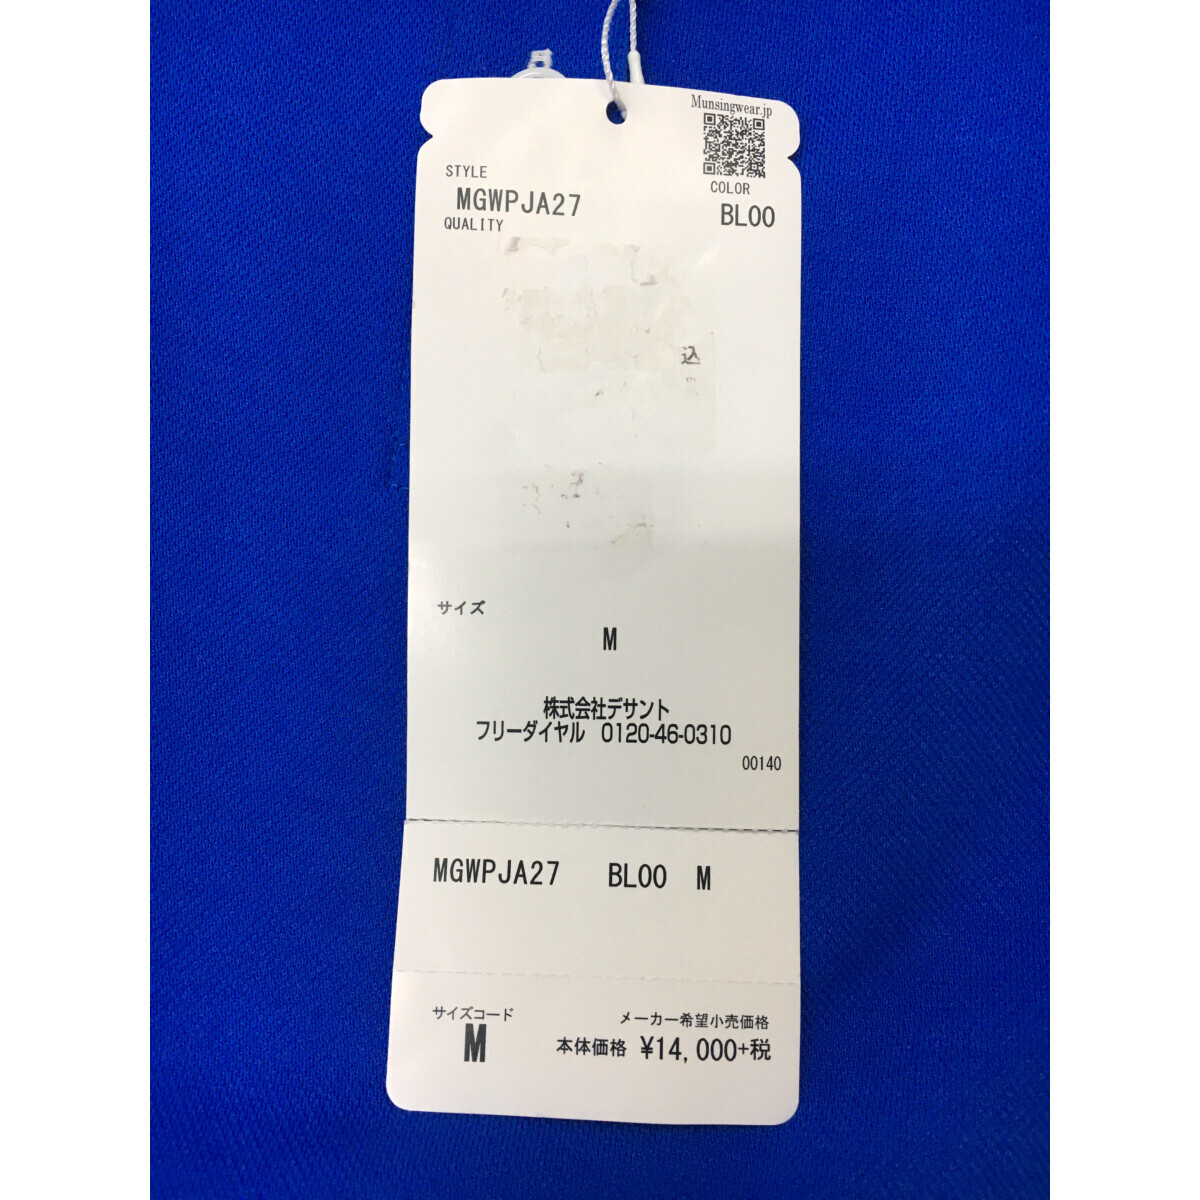 Munsingwear.jp
STYLE
MGWPJA27
COLOR
BL00
QUALITY
込
サイズ
M
株式会社デサント
フリーダイヤル 0120-46-0310
00140
MGWPJA27 BL00 M
サイズコード
M
メーカー希望小売価格
本体価格 ¥14,000+税